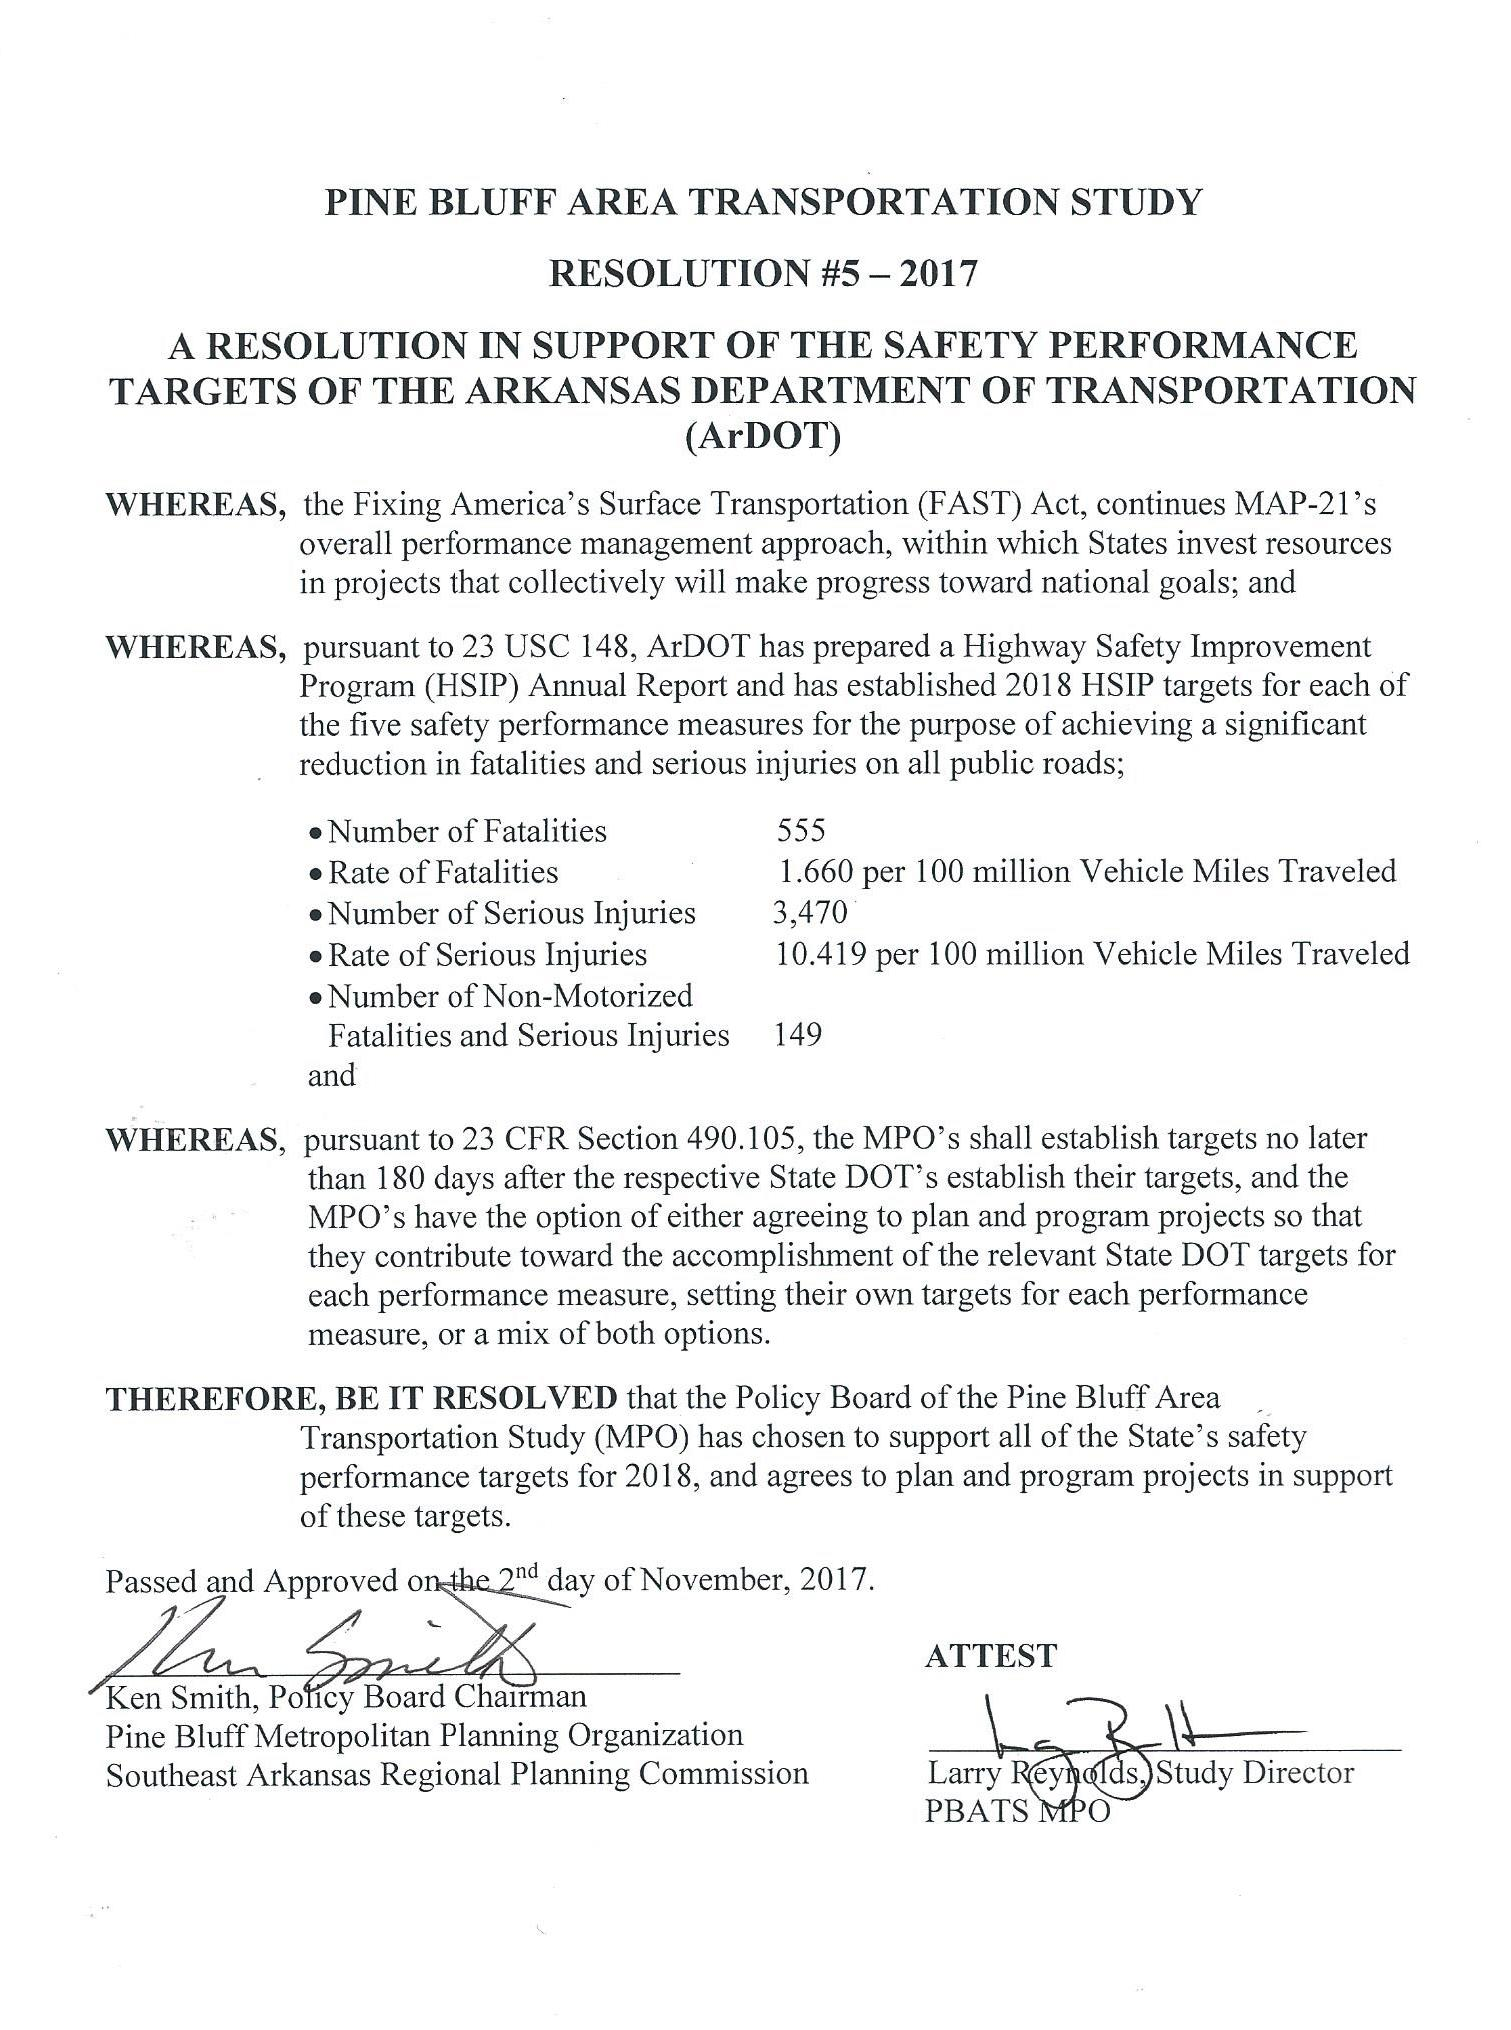 PINE BLUFF AREA TRANSPORTATION STUDY
RESOLUTION #5 – 2017
A RESOLUTION IN SUPPORT OF THE SAFETY PERFORMANCE
TARGETS OF THE ARKANSAS DEPARTMENT OF TRANSPORTATION
(ArDOT)
WHEREAS, the Fixing America's Surface Transportation (FAST) Act, continues MAP-21's
overall performance management approach, within which States invest resources
in projects that collectively will make progress toward national goals; and
WHEREAS, pursuant to 23 USC 148, ArDOT has prepared a Highway Safety Improvement
Program (HSIP) Annual Report and has established 2018 HSIP targets for each of
the five safety performance measures for the purpose of achieving a significant
reduction in fatalities and serious injuries on all public roads;
• Number of Fatalities 555
• Rate of Fatalities 1.660 per 100 million Vehicle Miles Traveled
• Number of Serious Injuries 3,470
• Rate of Serious Injuries 10.419 per 100 million Vehicle Miles Traveled
• Number of Non-Motorized
Fatalities and Serious Injuries 149
and
WHEREAS, pursuant to 23 CFR Section 490.105, the MPO's shall establish targets no later
than 180 days after the respective State DOT's establish their targets, and the
MPO's have the option of either agreeing to plan and program projects so that
they contribute toward the accomplishment of the relevant State DOT targets for
each performance measure, setting their own targets for each performance
measure, or a mix of both options.
THEREFORE, BE IT RESOLVED that the Policy Board of the Pine Bluff Area
Transportation Study (MPO) has chosen to support all of the State's safety
performance targets for 2018, and agrees to plan and program projects in support
of these targets.
Passed and Approved on the 2nd day of November, 2017.
Ken Smith
Ken Smith, Policy Board Chairman
Pine Bluff Metropolitan Planning Organization
Southeast Arkansas Regional Planning Commission
ATTEST
Larry Reynolds, Study Director
PBATS MPO